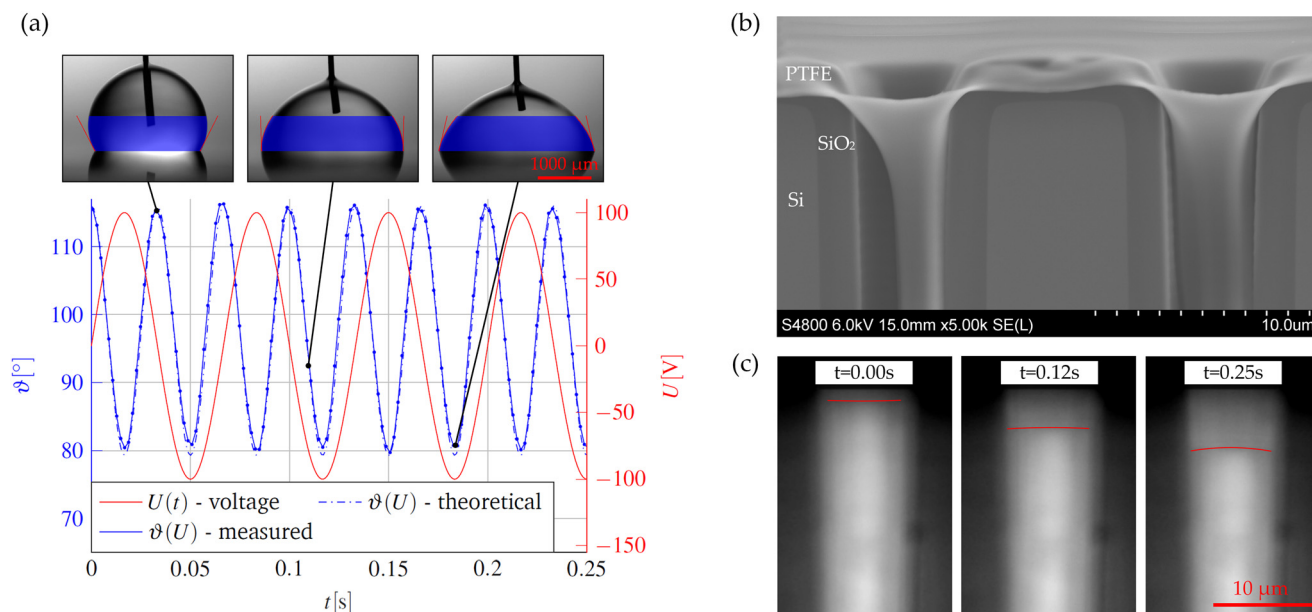 (a)
1000 μm
110
100
90
80
70
ϑ[°]
100
50
0
−50
−100
−150
U[V]
U(t) - voltage
ϑ(U) - theoretical
ϑ(U) - measured
0 0.05 0.1 0.15 0.2 0.25
t[s]
(b)
PTFE
SiO₂
Si
S4800 6.0kV 15.0mm x5.00k SE(L) 10.0um
(c)
t=0.00s t=0.12s t=0.25s
10 μm